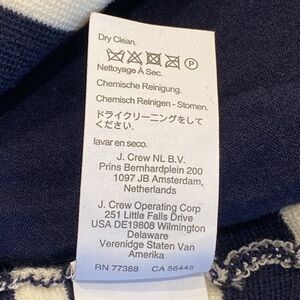 Dry Clean.
P
Nettoyage À Sec.
Chemische Reinigung.
Chemisch Reinigen - Stomen.
ドライクリーニングをして
ください.
lavar en seco.
J. Crew NL B.V.
Prins Bernhardplein 200
1097 JB Amsterdam,
Netherlands
J. Crew Operating Corp
251 Little Falls Drive
USA DE19808 Wilmington
Delaware
Verenidge Staten Van
Amerika
RN 77388 CA 56445